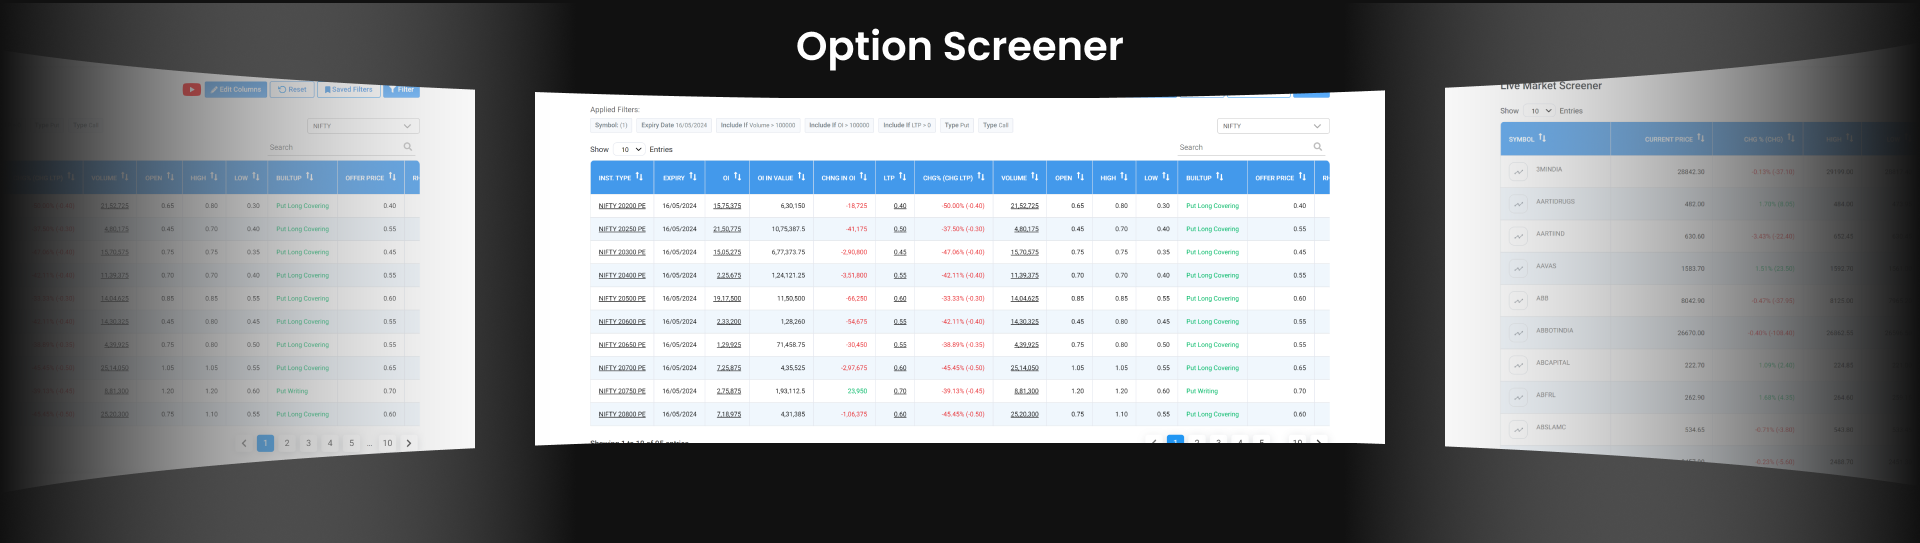 Option Screener
Edit Columns Reset Saved Filters Filter
NIFTY
Search
VOLUME OPEN HIGH LOW BUILTUP OFFER PRICE
21,52,725 0.65 0.80 0.30 Put Long Covering 0.40
4,80,175 0.45 0.70 0.40 Put Long Covering 0.55
15,70,575 0.75 0.75 0.35 Put Long Covering 0.45
11,39,375 0.70 0.70 0.40 Put Long Covering 0.55
14,04,625 0.85 0.85 0.55 Put Long Covering 0.60
14,30,325 0.45 0.80 0.45 Put Long Covering 0.55
4,39,925 0.75 0.80 0.50 Put Long Covering 0.55
25,14,050 1.05 1.05 0.55 Put Long Covering 0.65
8,81,300 1.20 1.20 0.60 Put Writing 0.70
25,20,300 0.75 1.10 0.55 Put Long Covering 0.60
1 2 3 4 5 ... 10
Applied Filters:
Symbol: (1) Expiry Date 16/05/2024 Include If Volume > 100000 Include If OI > 100000 Include If LTP > 0 Type Put Type Call
NIFTY
Show 10 Entries
Search
INST. TYPE EXPIRY OI OI IN VALUE CHNG IN OI LTP CHG% (CHG LTP) VOLUME OPEN HIGH LOW BUILTUP OFFER PRICE
NIFTY 20200 PE 16/05/2024 15,75,375 6,30,150 -18,725 0.40 -50.00% (-0.40) 21,52,725 0.65 0.80 0.30 Put Long Covering 0.40
NIFTY 20250 PE 16/05/2024 21,50,775 10,75,387.5 -41,175 0.50 -37.50% (-0.30) 4,80,175 0.45 0.70 0.40 Put Long Covering 0.55
NIFTY 20300 PE 16/05/2024 15,05,275 6,77,373.75 -2,90,800 0.45 -47.06% (-0.40) 15,70,575 0.75 0.75 0.35 Put Long Covering 0.45
NIFTY 20400 PE 16/05/2024 2,25,675 1,24,121.25 -3,51,800 0.55 -42.11% (-0.40) 11,39,375 0.70 0.70 0.40 Put Long Covering 0.55
NIFTY 20500 PE 16/05/2024 19,17,500 11,50,500 -66,250 0.60 -33.33% (-0.30) 14,04,625 0.85 0.85 0.55 Put Long Covering 0.60
NIFTY 20600 PE 16/05/2024 2,33,200 1,28,260 -54,675 0.55 -42.11% (-0.40) 14,30,325 0.45 0.80 0.45 Put Long Covering 0.55
NIFTY 20650 PE 16/05/2024 1,29,925 71,458.75 -30,450 0.55 -38.89% (-0.35) 4,39,925 0.75 0.80 0.50 Put Long Covering 0.55
NIFTY 20700 PE 16/05/2024 7,25,875 4,35,525 -2,97,675 0.60 -45.45% (-0.50) 25,14,050 1.05 1.05 0.55 Put Long Covering 0.65
NIFTY 20750 PE 16/05/2024 2,75,875 1,93,112.5 23,950 0.70 -39.13% (-0.45) 8,81,300 1.20 1.20 0.60 Put Writing 0.70
NIFTY 20800 PE 16/05/2024 7,18,975 4,31,385 -1,06,375 0.60 -45.45% (-0.50) 25,20,300 0.75 1.10 0.55 Put Long Covering 0.60
Live Market Screener
Show 10 Entries
SYMBOL CURRENT PRICE CHG % (CHG)
3MINDIA 28842.30
AARTIDRUGS 482.00
AARTIIND 630.60
AAVAS 1583.70
ABB 8042.90
ABBOTINDIA 26670.00
ABCAPITAL 222.70
ABFRL 262.90
ABSLAMC 534.65